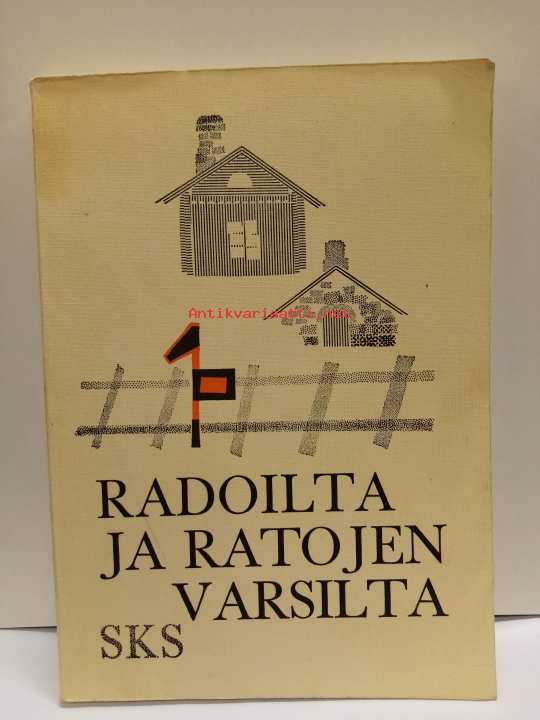 Antikvariaatti.net
RADOILTA
JA RATOJEN
VARSILTA
SKS